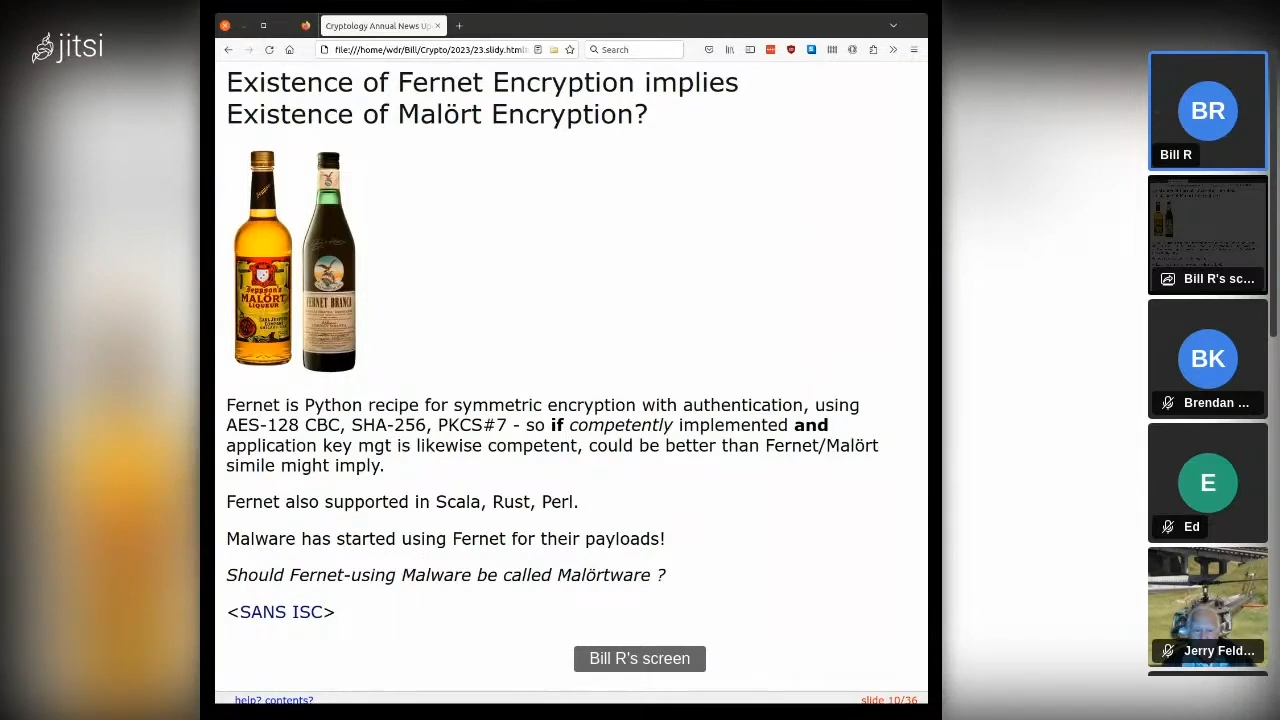 jitsi
Cryptology Annual News Up
file:///home/wdr/Bill/Crypto/2023/23.slidy.html
Search
Existence of Fernet Encryption implies
Existence of Malört Encryption?
Jeppson's
MALÖRT
LIQUEUR
FERNET BRANCA
Fernet is Python recipe for symmetric encryption with authentication, using
AES-128 CBC, SHA-256, PKCS#7 - so if competently implemented and
application key mgt is likewise competent, could be better than Fernet/Malört
simile might imply.
Fernet also supported in Scala, Rust, Perl.
Malware has started using Fernet for their payloads!
Should Fernet-using Malware be called Malörtware ?
<SANS ISC>
Bill R's screen
help? contents?
slide 10/36
BR
Bill R
Bill R's sc...
BK
Brendan ...
E
Ed
Jerry Feld...